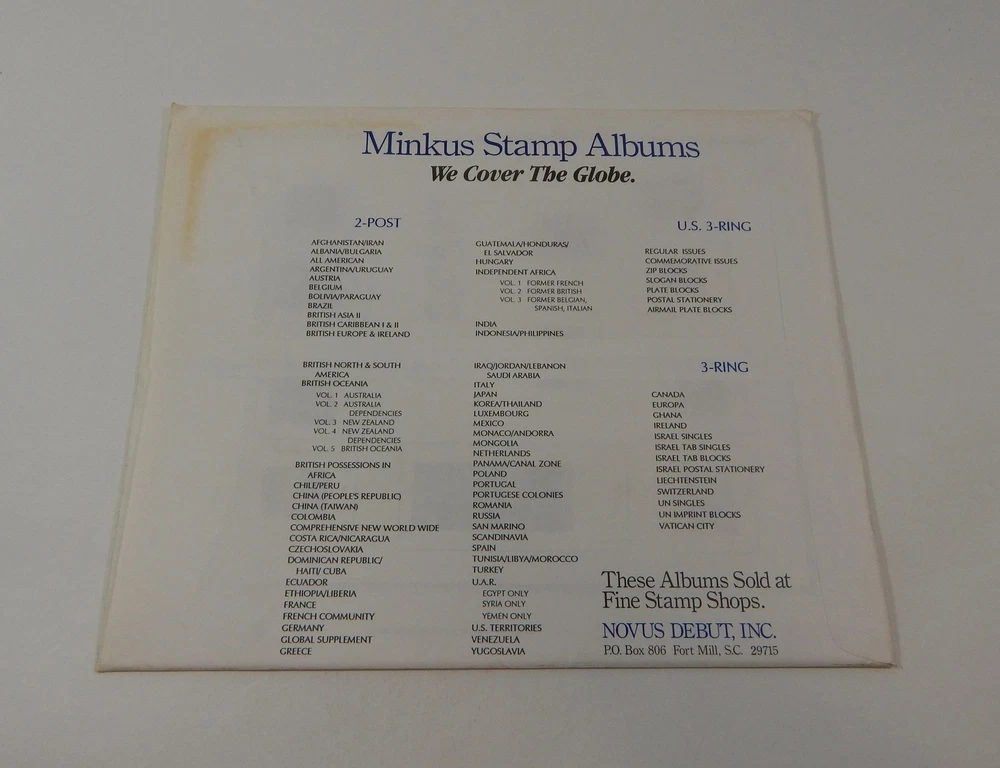 Minkus Stamp Albums
We Cover The Globe.
2-POST
AFGHANISTAN/IRAN
ALBANIA/BULGARIA
ALL AMERICAN
ARGENTINA/URUGUAY
AUSTRIA
BELGIUM
BOLIVIA/PARAGUAY
BRAZIL
BRITISH ASIA II
BRITISH CARIBBEAN I & II
BRITISH EUROPE & IRELAND
BRITISH NORTH & SOUTH
AMERICA
BRITISH OCEANIA
VOL. 1 AUSTRALIA
VOL. 2 AUSTRALIA
DEPENDENCIES
VOL. 3 NEW ZEALAND
VOL. 4 NEW ZEALAND
DEPENDENCIES
VOL. 5 BRITISH OCEANIA
BRITISH POSSESSIONS IN
AFRICA
CHILE/PERU
CHINA (PEOPLE'S REPUBLIC)
CHINA (TAIWAN)
COLOMBIA
COMPREHENSIVE NEW WORLD WIDE
COSTA RICA/NICARAGUA
CZECHOSLOVAKIA
DOMINICAN REPUBLIC/
HAITI/ CUBA
ECUADOR
ETHIOPIA/LIBERIA
FRANCE
FRENCH COMMUNITY
GERMANY
GLOBAL SUPPLEMENT
GREECE
GUATEMALA/HONDURAS/
EL SALVADOR
HUNGARY
INDEPENDENT AFRICA
VOL. 1 FORMER FRENCH
VOL. 2 FORMER BRITISH
VOL. 3 FORMER BELGIAN,
SPANISH, ITALIAN
INDIA
INDONESIA/PHILIPPINES
IRAQ/JORDAN/LEBANON
SAUDI ARABIA
ITALY
JAPAN
KOREA/THAILAND
LUXEMBOURG
MEXICO
MONACO/ANDORRA
MONGOLIA
NETHERLANDS
PANAMA/CANAL ZONE
POLAND
PORTUGAL
PORTUGESE COLONIES
ROMANIA
RUSSIA
SAN MARINO
SCANDINAVIA
SPAIN
TUNISIA/LIBYA/MOROCCO
TURKEY
U.A.R.
EGYPT ONLY
SYRIA ONLY
YEMEN ONLY
U.S. TERRITORIES
VENEZUELA
YUGOSLAVIA
U.S. 3-RING
REGULAR ISSUES
COMMEMORATIVE ISSUES
ZIP BLOCKS
SLOGAN BLOCKS
PLATE BLOCKS
POSTAL STATIONERY
AIRMAIL PLATE BLOCKS
3-RING
CANADA
EUROPA
GHANA
IRELAND
ISRAEL SINGLES
ISRAEL TAB SINGLES
ISRAEL TAB BLOCKS
ISRAEL POSTAL STATIONERY
LIECHTENSTEIN
SWITZERLAND
UN SINGLES
UN IMPRINT BLOCKS
VATICAN CITY
These Albums Sold at
Fine Stamp Shops.
NOVUS DEBUT, INC.
P.O. Box 806 Fort Mill, S.C. 29715